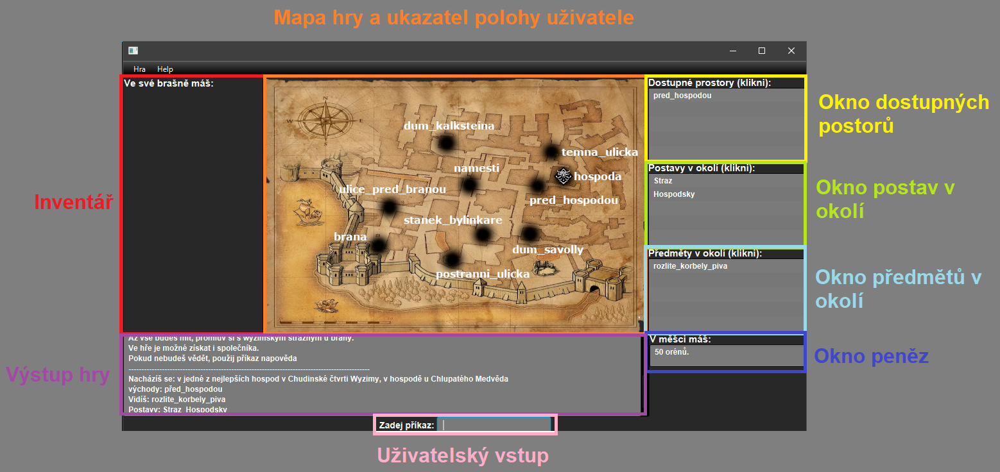 Mapa hry a ukazatel polohy uživatele
Hra Help
Ve své brašně máš:
Inventář
N
W E
S
dum_kalksteina
temna_ulicka
namesti
hospoda
ulice_pred_branou
pred_hospodou
stanek_bylinkare
brana
dum_savolly
postranni_ulicka
Dostupné prostory (klikni):
pred_hospodou
Okno dostupných
postorů
Postavy v okolí (klikni):
Straz
Hospodsky
Okno postav v
okolí
Předměty v okolí (klikni):
rozlite_korbely_piva
Okno předmětů v
okolí
V měšci máš:
50 orénů.
Okno peněz
Výstup hry
Až vše budeš mít, promluv si s wyzimským strážným u brány.
Ve hře je možné získat i společníka.
Pokud nebudeš vědět, použij příkaz napověda
----------------------------------------------------------------------------------------------
Nacházíš se: v jedné z nejlepších hospod v Chudinské čtvrti Wyzimy, v hospodě u Chlupatého Medvěda
východy: před_hospodou
Vidíš: rozlite_korbely_piva
Postavy: Straz Hospodsky
Zadej příkaz:
Uživatelský vstup